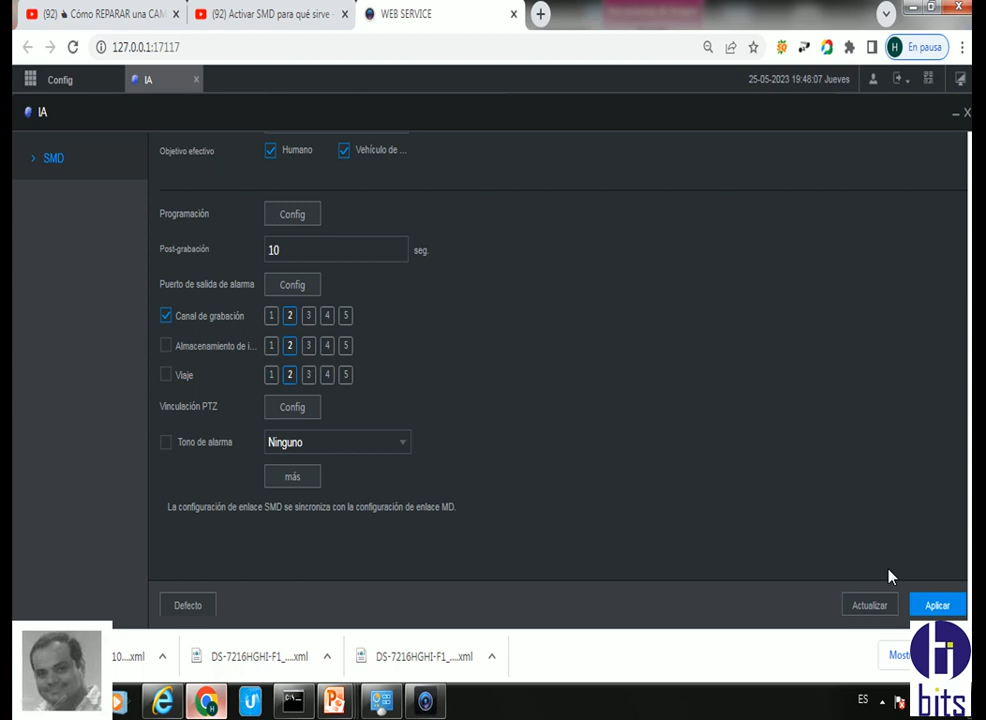 (92) Cómo REPARAR una CAM
(92) Activar SMD para qué sirve
WEB SERVICE
127.0.0.1:17117
H En pausa
Config
IA
25-05-2023 19:48:07 Jueves
IA
SMD
Objetivo efectivo
Humano
Vehículo de ...
Programación
Config
Post-grabación
10
seg.
Puerto de salida de alarma
Config
Canal de grabación
1 2 3 4 5
Almacenamiento de i...
1 2 3 4 5
Viaje
1 2 3 4 5
Vinculación PTZ
Config
Tono de alarma
Ninguno
más
La configuración de enlace SMD se sincroniza con la configuración de enlace MD.
Defecto
Actualizar
Aplicar
10....xml
DS-7216HGHI-F1_....xml
DS-7216HGHI-F1_....xml
ES
hi
bits